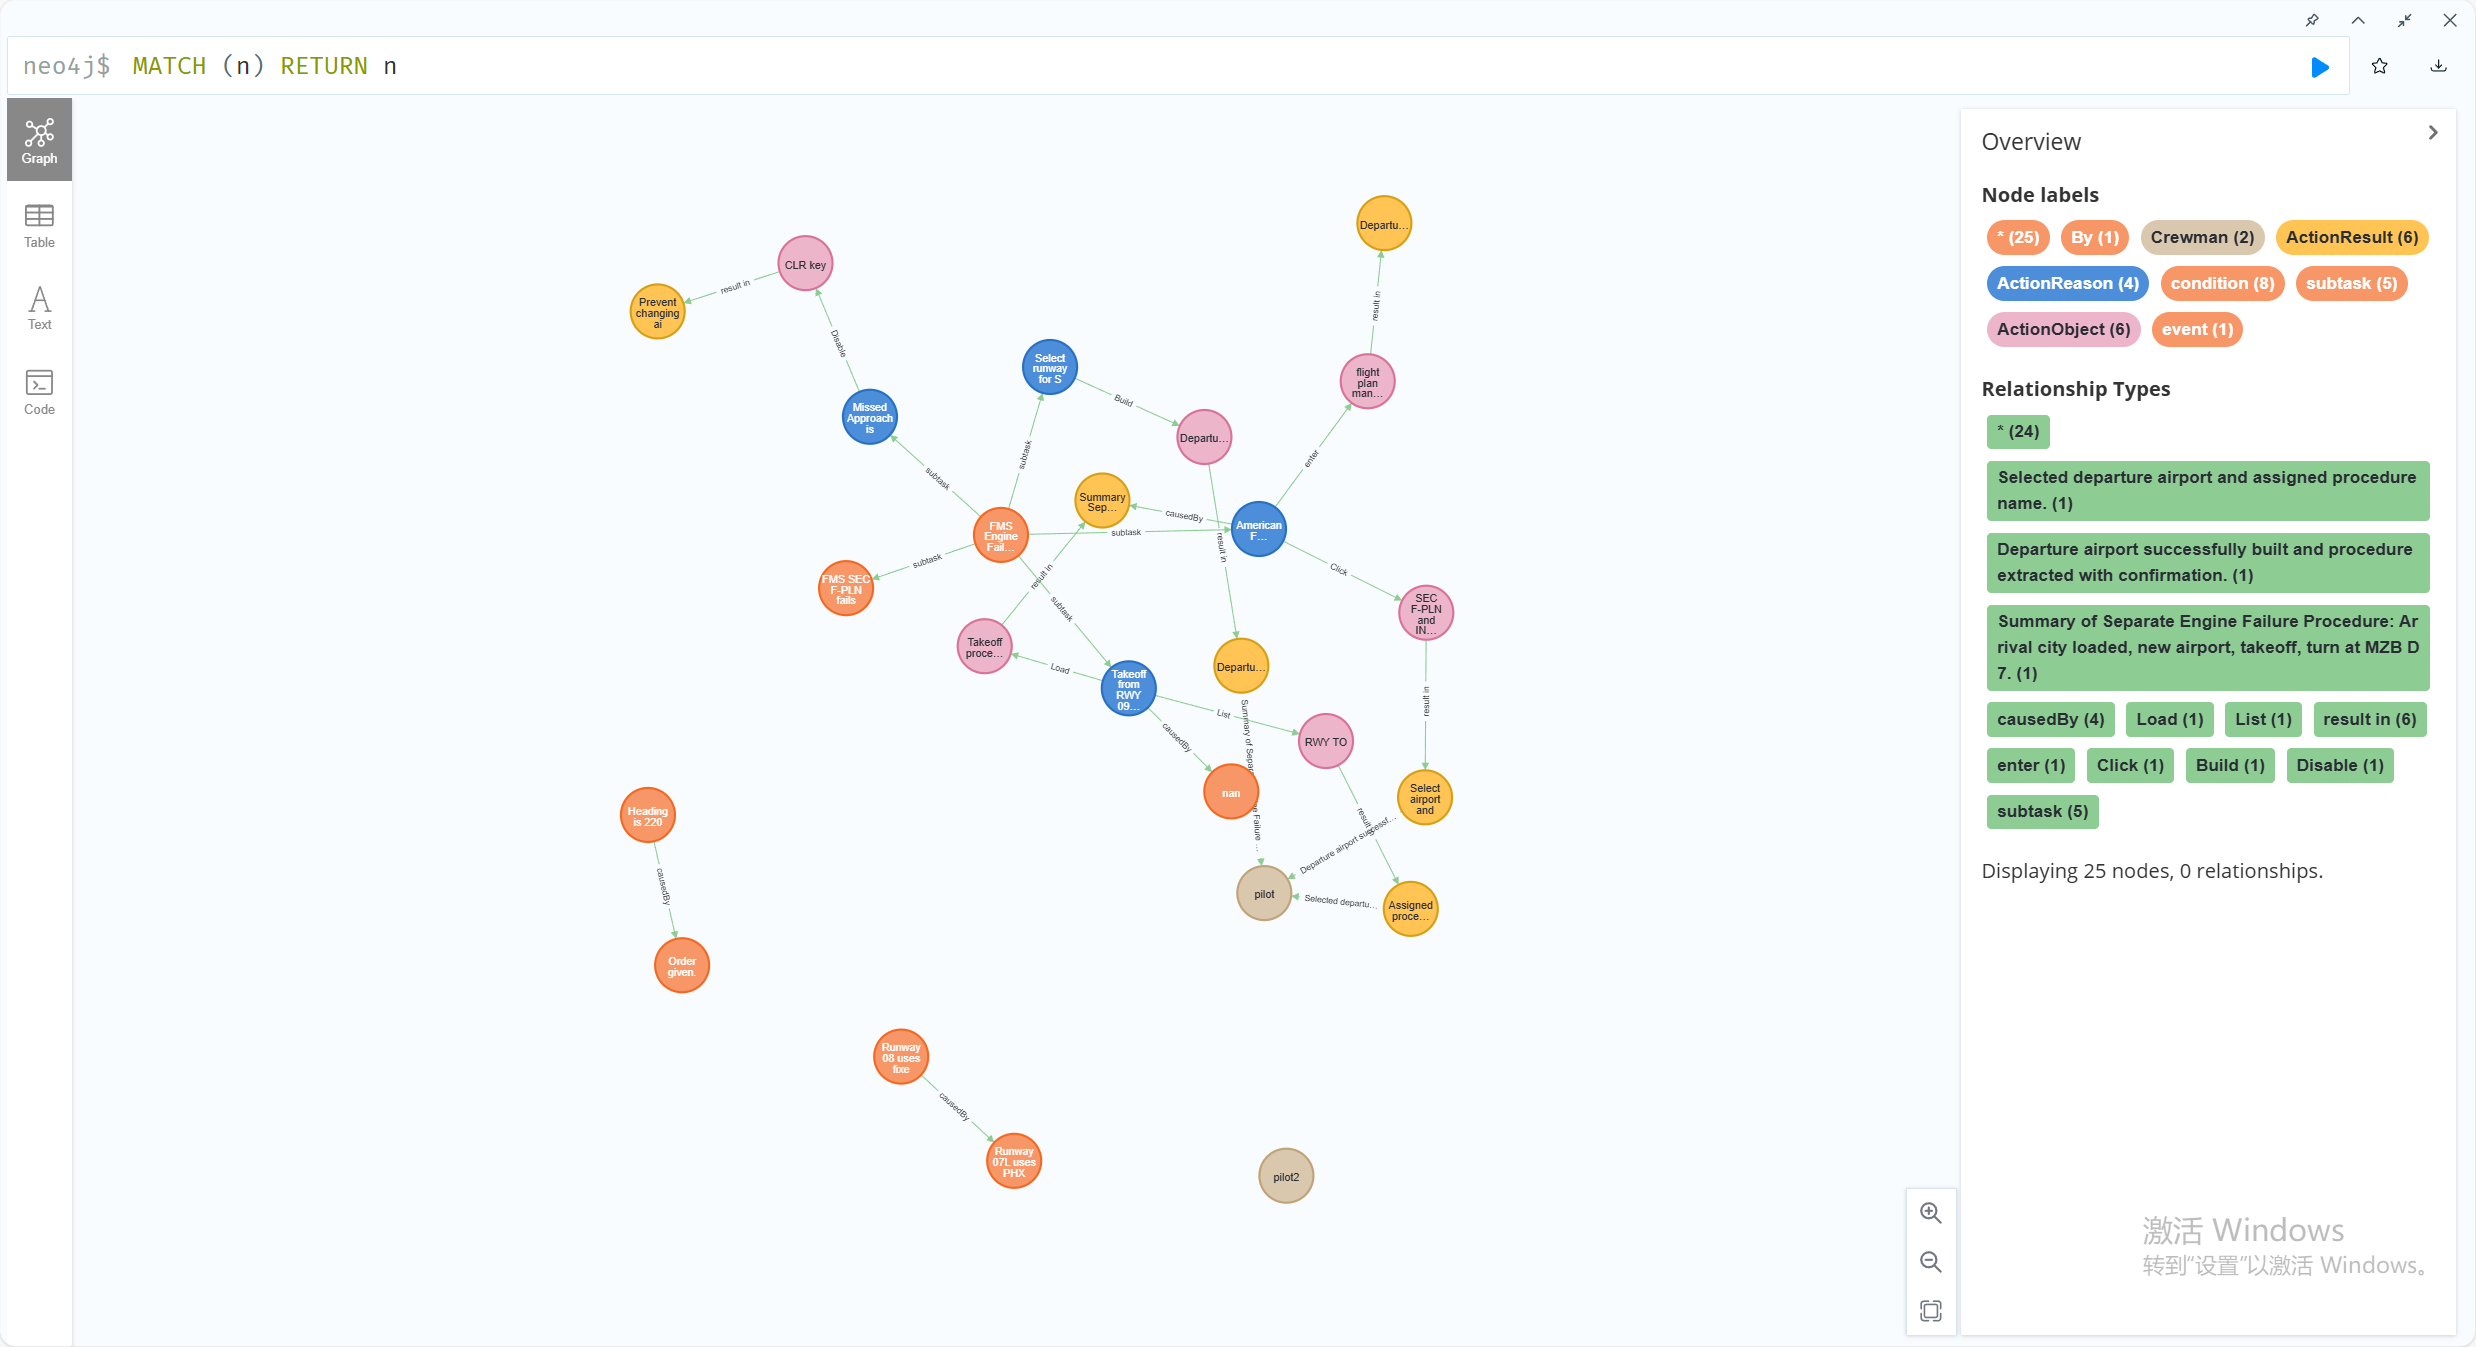 neo4j$ MATCH (n) RETURN n
Graph
Table
Text
Code
Departu...
result in
CLR key
result in
Prevent
changing
ai
Disable
Select
runway
for S
Build
flight
plan
man...
Missed
Approach
is
Departu...
subtask
enter
subtask
Summary
Sep...
causedBy
American
F...
FMS
Engine
Fail...
subtask
result in
subtask
FMS SEC
F-PLN
fails
result in
Click
subtask
SEC
F-PLN
and
IN...
Takeoff
proce...
Load
Takeoff
from
RWY
09...
Departu...
result in
List
causedBy
RWY TO
nan
Select
airport
and
result
Departure airport successf...
pilot
Selected departu...
Assigned
proce...
Heading
is 220
causedBy
Order
given.
Runway
08 uses
fixe
causedBy
Runway
07L uses
PHX
pilot2
Overview
Node labels
* (25) By (1) Crewman (2) ActionResult (6)
ActionReason (4) condition (8) subtask (5)
ActionObject (6) event (1)
Relationship Types
* (24)
Selected departure airport and assigned procedure
name. (1)
Departure airport successfully built and procedure
extracted with confirmation. (1)
Summary of Separate Engine Failure Procedure: Ar
rival city loaded, new airport, takeoff, turn at MZB D
7. (1)
causedBy (4) Load (1) List (1) result in (6)
enter (1) Click (1) Build (1) Disable (1)
subtask (5)
Displaying 25 nodes, 0 relationships.
激活 Windows
转到“设置”以激活 Windows。